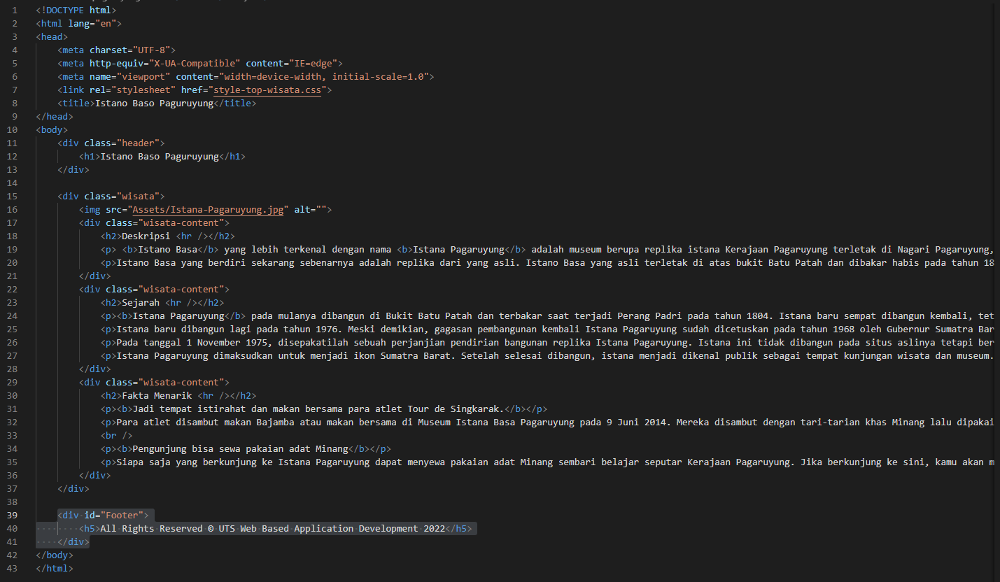 1 <!DOCTYPE html>
2 <html lang="en">
3 <head>
4 <meta charset="UTF-8">
5 <meta http-equiv="X-UA-Compatible" content="IE=edge">
6 <meta name="viewport" content="width=device-width, initial-scale=1.0">
7 <link rel="stylesheet" href="style-top-wisata.css">
8 <title>Istano Baso Paguruyung</title>
9 </head>
10 <body>
11 <div class="header">
12 <h1>Istano Baso Paguruyung</h1>
13 </div>
14
15 <div class="wisata">
16 <img src="Assets/Istana-Pagaruyung.jpg" alt="">
17 <div class="wisata-content">
18 <h2>Deskripsi <hr /></h2>
19 <p> <b>Istano Basa</b> yang lebih terkenal dengan nama <b>Istana Pagaruyung</b> adalah museum berupa replika istana Kerajaan Pagaruyung terletak di Nagari Pagaruyung,
20 <p>Istano Basa yang berdiri sekarang sebenarnya adalah replika dari yang asli. Istano Basa yang asli terletak di atas bukit Batu Patah dan dibakar habis pada tahun 18
21 </div>
22 <div class="wisata-content">
23 <h2>Sejarah <hr /></h2>
24 <p><b>Istana Pagaruyung</b> pada mulanya dibangun di Bukit Batu Patah dan terbakar saat terjadi Perang Padri pada tahun 1804. Istana baru sempat dibangun kembali, tet
25 <p>Istana baru dibangun lagi pada tahun 1976. Meski demikian, gagasan pembangunan kembali Istana Pagaruyung sudah dicetuskan pada tahun 1968 oleh Gubernur Sumatra Bar
26 <p>Pada tanggal 1 November 1975, disepakatilah sebuah perjanjian pendirian bangunan replika Istana Pagaruyung. Istana ini tidak dibangun pada situs aslinya tetapi ber
27 <p>Istana Pagaruyung dimaksudkan untuk menjadi ikon Sumatra Barat. Setelah selesai dibangun, istana menjadi dikenal publik sebagai tempat kunjungan wisata dan museum.
28 </div>
29 <div class="wisata-content">
30 <h2>Fakta Menarik <hr /></h2>
31 <p><b>Jadi tempat istirahat dan makan bersama para atlet Tour de Singkarak.</b></p>
32 <p>Para atlet disambut makan Bajamba atau makan bersama di Museum Istana Basa Pagaruyung pada 9 Juni 2014. Mereka disambut dengan tari-tarian khas Minang lalu dipakai
33 <br />
34 <p><b>Pengunjung bisa sewa pakaian adat Minang</b></p>
35 <p>Siapa saja yang berkunjung ke Istana Pagaruyung dapat menyewa pakaian adat Minang sembari belajar seputar Kerajaan Pagaruyung. Jika berkunjung ke sini, kamu akan m
36 </div>
37 </div>
38
39 <div id="Footer">
40 <h5>All Rights Reserved © UTS Web Based Application Development 2022</h5>
41 </div>
42 </body>
43 </html>